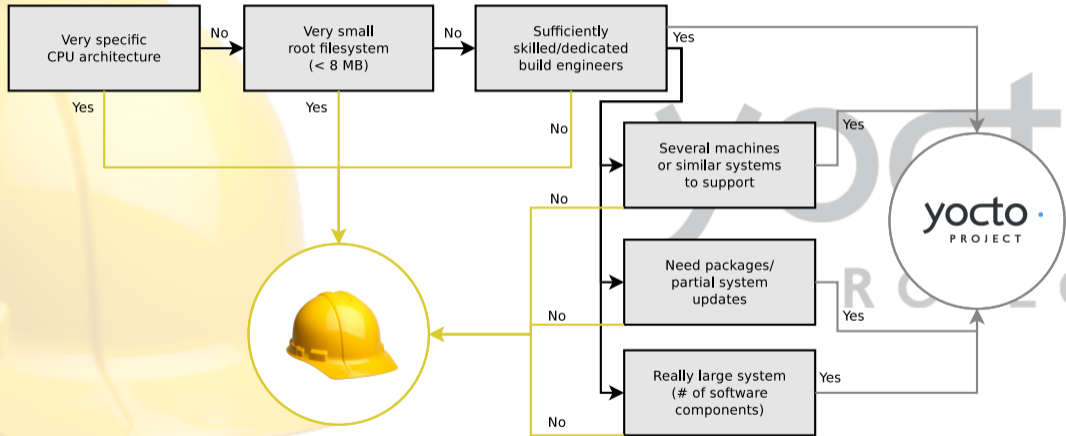 Very specific
CPU architecture
No
Very small
root filesystem
(< 8 MB)
No
Sufficiently
skilled/dedicated
build engineers
Yes
Yes
Yes
No
Several machines
or similar systems
to support
Yes
No
yocto
PROJECT
Need packages/
partial system
updates
Yes
No
Really large system
(# of software
components)
Yes
No